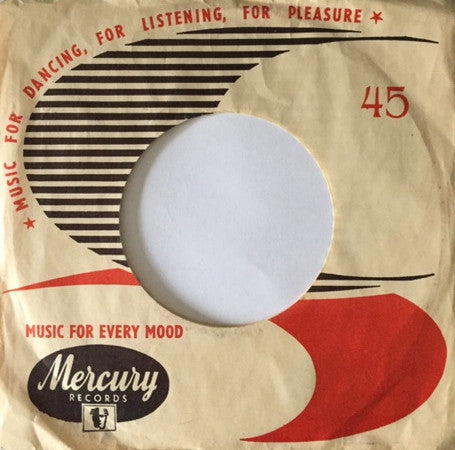 ★ MUSIC FOR DANCING, FOR LISTENING, FOR PLEASURE ★
45
MUSIC FOR EVERY MOOD
Mercury
RECORDS